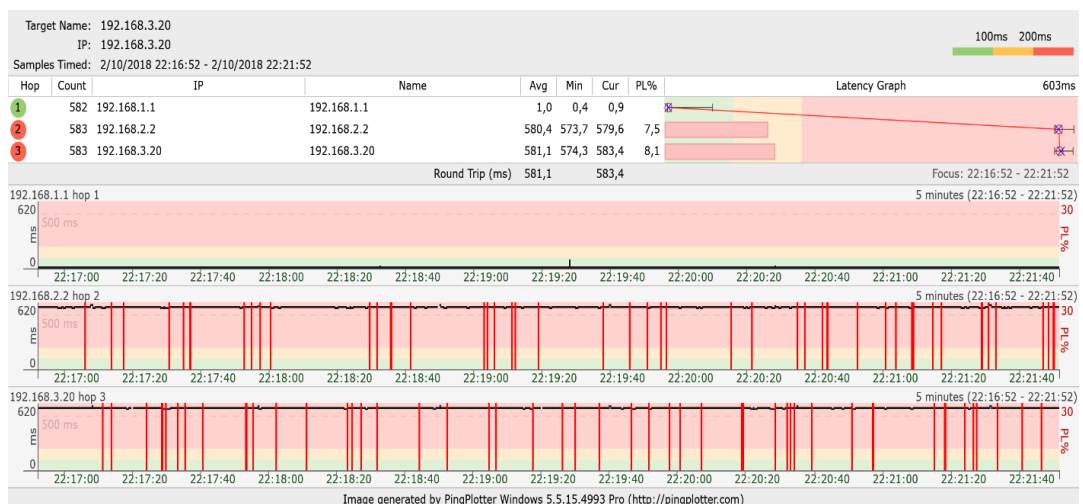 Target Name: 192.168.3.20
IP: 192.168.3.20
100ms 200ms
Samples Timed: 2/10/2018 22:16:52 - 2/10/2018 22:21:52
Hop Count IP Name Avg Min Cur PL% Latency Graph 603ms
1 582 192.168.1.1 192.168.1.1 1,0 0,4 0,9
2 583 192.168.2.2 192.168.2.2 580,4 573,7 579,6 7,5
3 583 192.168.3.20 192.168.3.20 581,1 574,3 583,4 8,1
Round Trip (ms) 581,1 583,4 Focus: 22:16:52 - 22:21:52
192.168.1.1 hop 1 5 minutes (22:16:52 - 22:21:52)
620 30
500 ms
ms PL%
0
22:17:00 22:17:20 22:17:40 22:18:00 22:18:20 22:18:40 22:19:00 22:19:20 22:19:40 22:20:00 22:20:20 22:20:40 22:21:00 22:21:20 22:21:40
192.168.2.2 hop 2 5 minutes (22:16:52 - 22:21:52)
620 30
500 ms
ms PL%
0
22:17:00 22:17:20 22:17:40 22:18:00 22:18:20 22:18:40 22:19:00 22:19:20 22:19:40 22:20:00 22:20:20 22:20:40 22:21:00 22:21:20 22:21:40
192.168.3.20 hop 3 5 minutes (22:16:52 - 22:21:52)
620 30
500 ms
ms PL%
0
22:17:00 22:17:20 22:17:40 22:18:00 22:18:20 22:18:40 22:19:00 22:19:20 22:19:40 22:20:00 22:20:20 22:20:40 22:21:00 22:21:20 22:21:40
Image generated by PingPlotter Windows 5.5.15.4993 Pro (http://pingplotter.com)